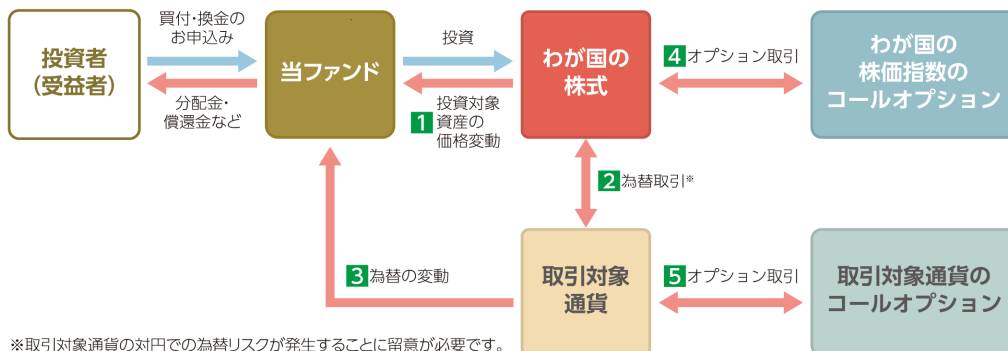 買付・換金の
お申込み
投資者
(受益者)
分配金・
償還金など
当ファンド
投資
1 投資対象
資産の
価格変動
わが国の
株式
4 オプション取引
わが国の
株価指数の
コールオプション
2 為替取引※
3 為替の変動
取引対象
通貨
5 オプション取引
取引対象通貨の
コールオプション
※取引対象通貨の対円での為替リスクが発生することに留意が必要です。